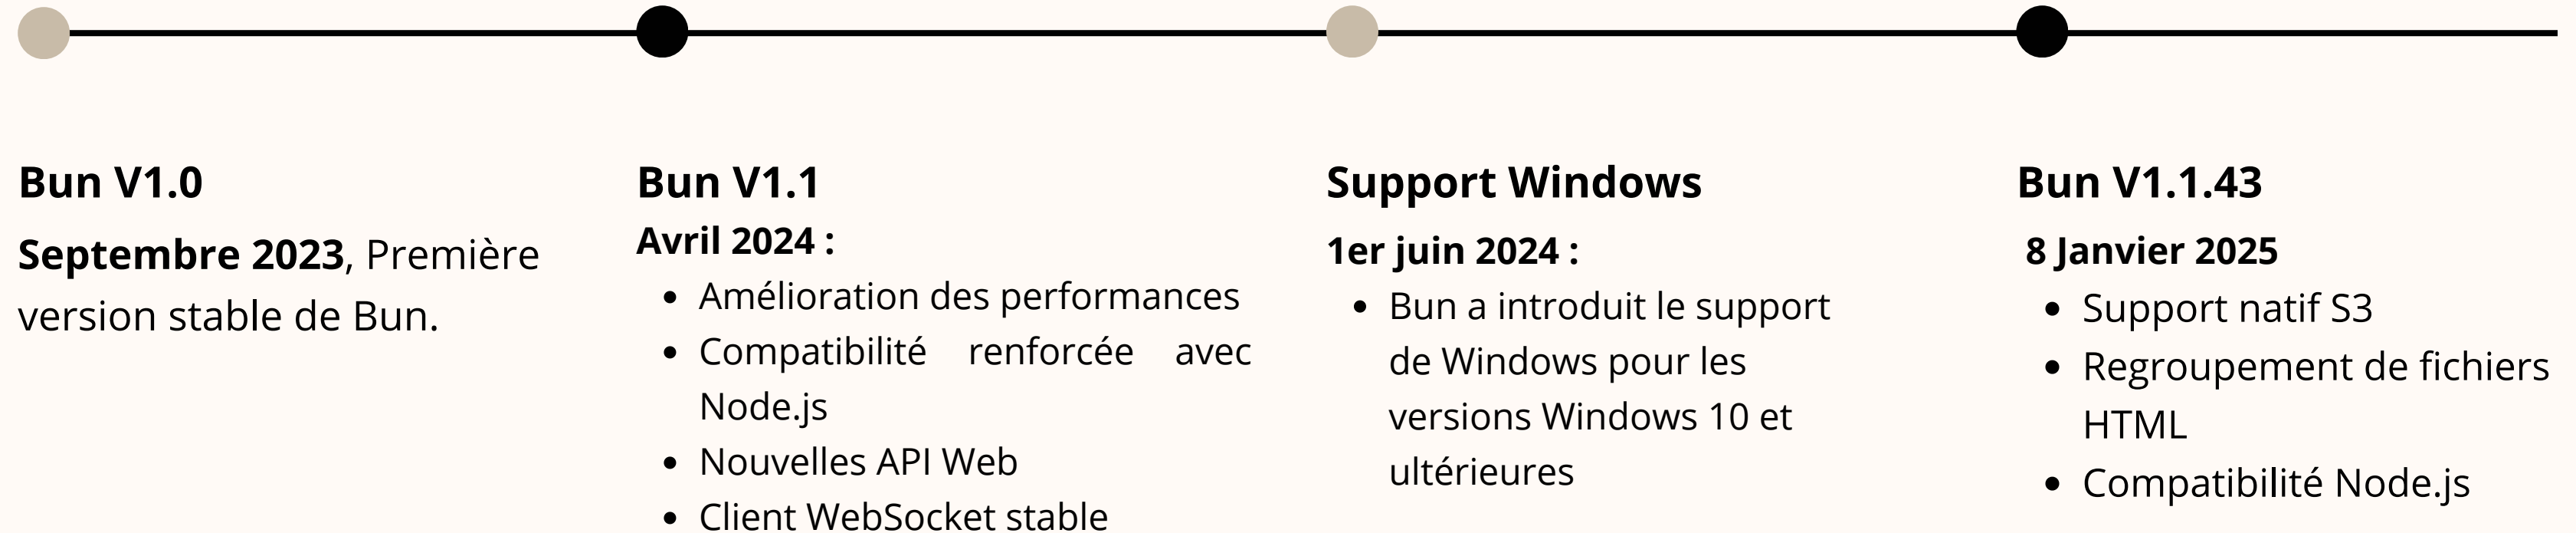 Bun V1.0
Septembre 2023, Première
version stable de Bun.
Bun V1.1
Avril 2024 :
• Amélioration des performances
• Compatibilité renforcée avec
Node.js
• Nouvelles API Web
• Client WebSocket stable
Support Windows
1er juin 2024 :
• Bun a introduit le support
de Windows pour les
versions Windows 10 et
ultérieures
Bun V1.1.43
8 Janvier 2025
• Support natif S3
• Regroupement de fichiers
HTML
• Compatibilité Node.js